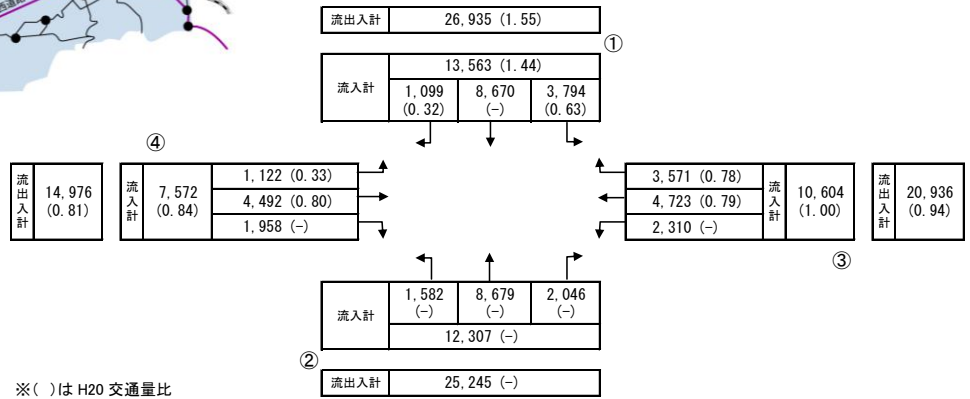 西道路
流出入計 26,935 (1.55)
①
流入計 13,563 (1.44)
1,099 8,670 3,794
(0.32) (-) (0.63)
④
流出入計 14,976 (0.81)
流入計 7,572 (0.84)
1,122 (0.33)
4,492 (0.80)
1,958 (-)
3,571 (0.78)
4,723 (0.79)
2,310 (-)
流入計 10,604 (1.00)
流出入計 20,936 (0.94)
③
流入計
1,582 8,679 2,046
(-) (-) (-)
12,307 (-)
②
流出入計 25,245 (-)
※( )は H20 交通量比